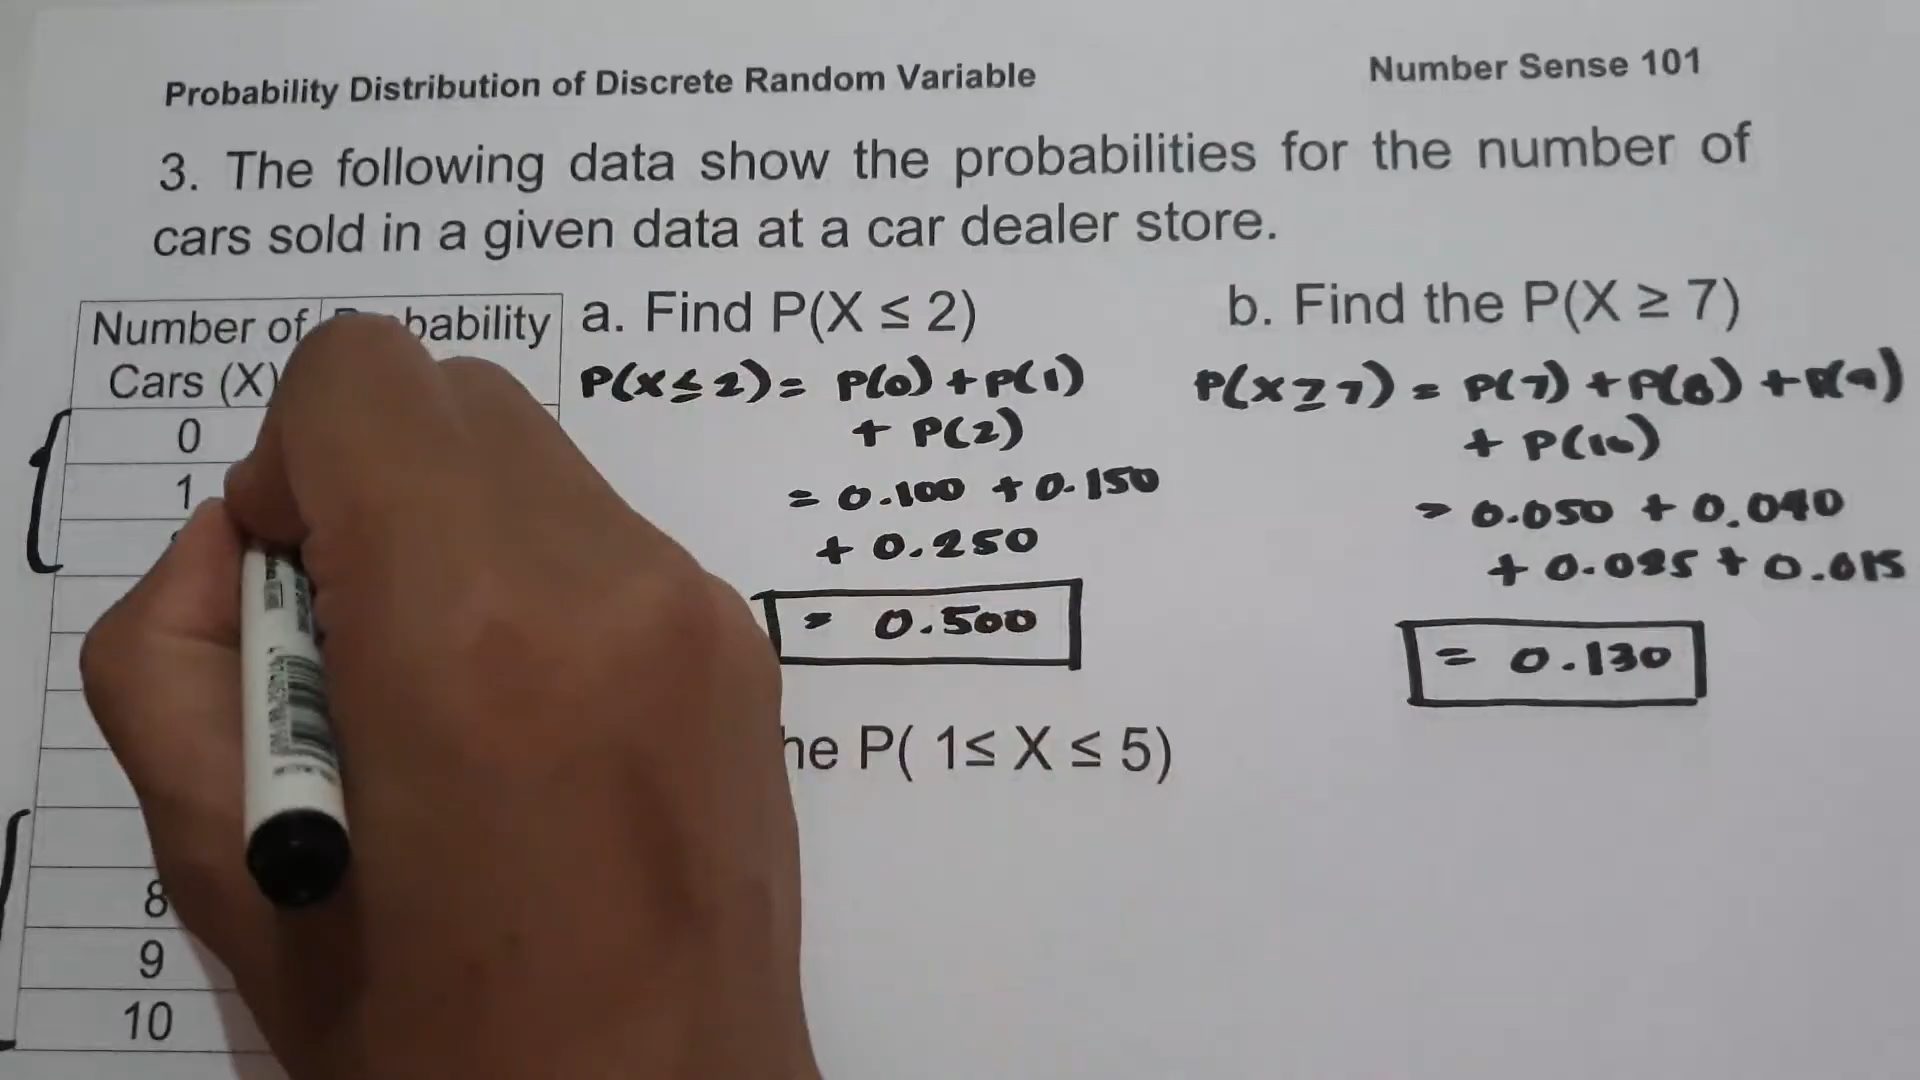 Probability Distribution of Discrete Random Variable
Number Sense 101
3. The following data show the probabilities for the number of
cars sold in a given data at a car dealer store.
Number of
Cars (X)
0
1
8
9
10
a. Find P(X ≤ 2)
P(X≤2) = P(0) + P(1)
+ P(2)
= 0.100 + 0.150
+ 0.250
= 0.500
b. Find the P(X ≥ 7)
P(X≥7) = P(7) + P(8) + P(9)
+ P(10)
= 0.050 + 0.040
+ 0.025 + 0.015
= 0.130
P( 1≤ X ≤ 5)